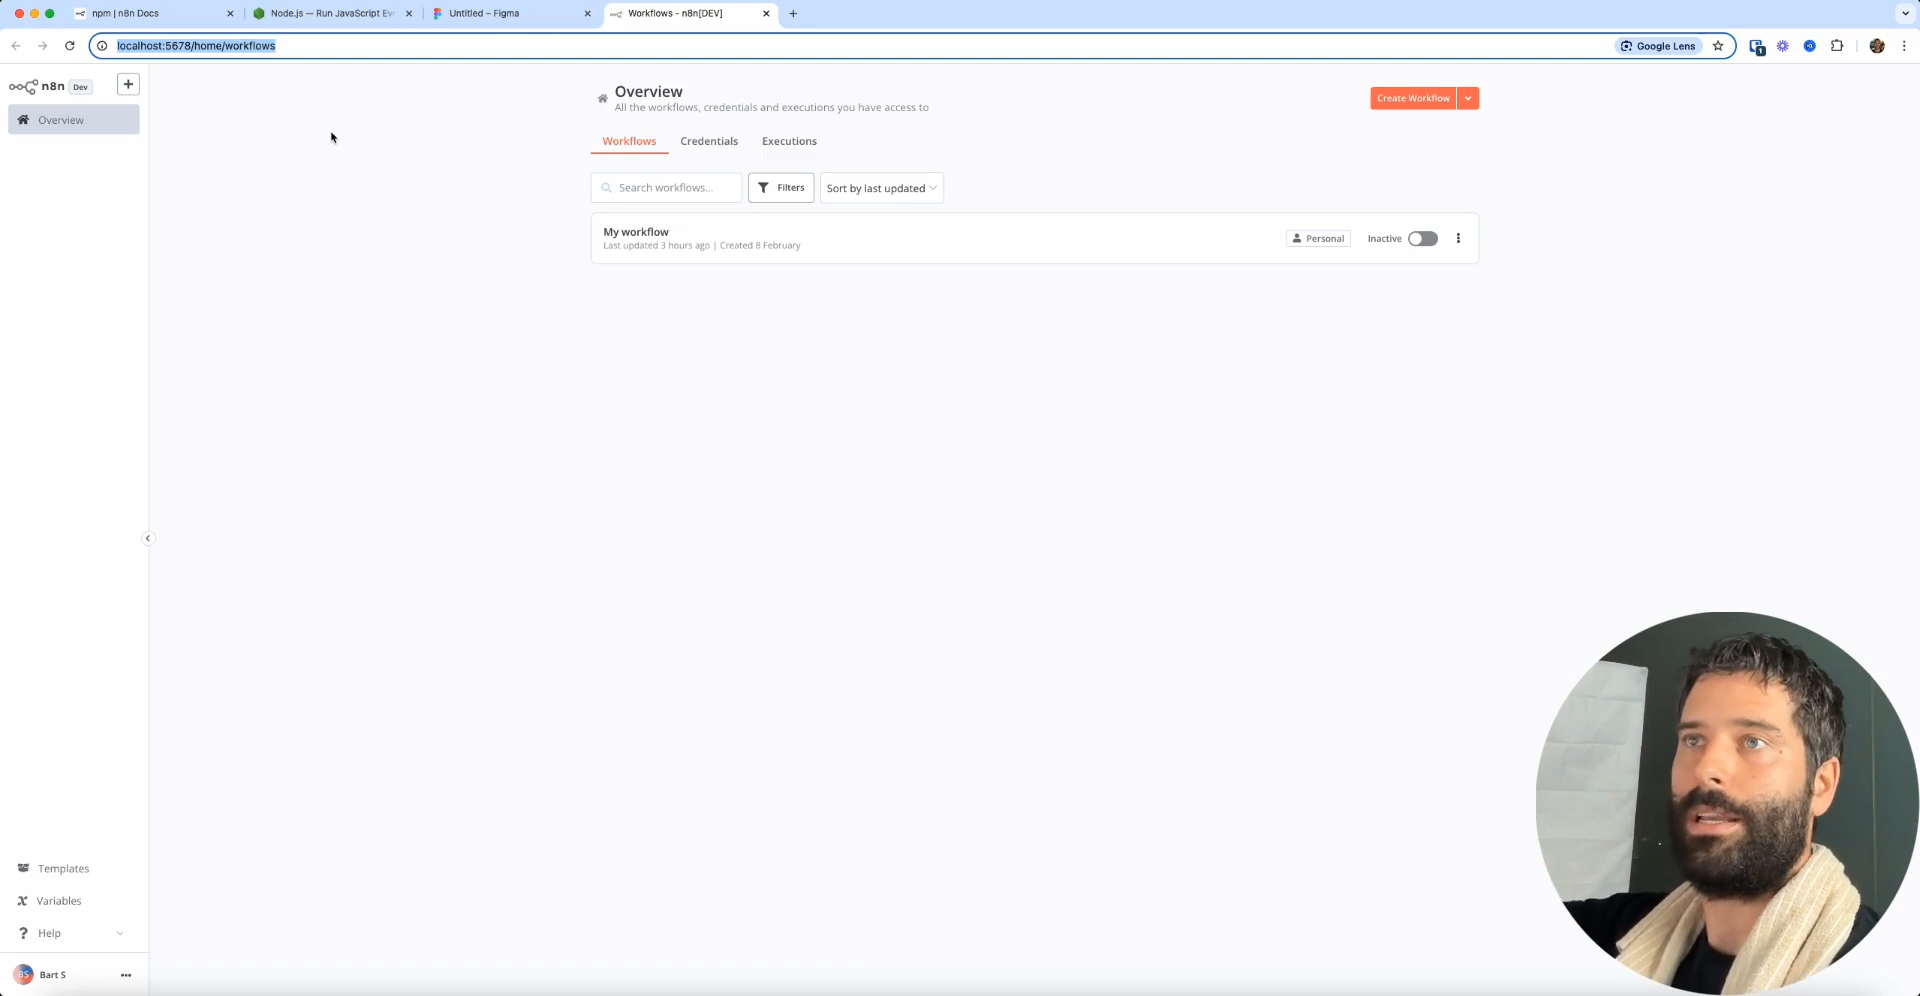 npm | n8n Docs
Node.js — Run JavaScript Eve
Untitled – Figma
Workflows - n8n[DEV]
localhost:5678/home/workflows
Google Lens
n8n Dev
Overview
Overview
All the workflows, credentials and executions you have access to
Create Workflow
Workflows
Credentials
Executions
Search workflows...
Filters
Sort by last updated
My workflow
Last updated 3 hours ago | Created 8 February
Personal
Inactive
Templates
Variables
Help
BS
Bart S